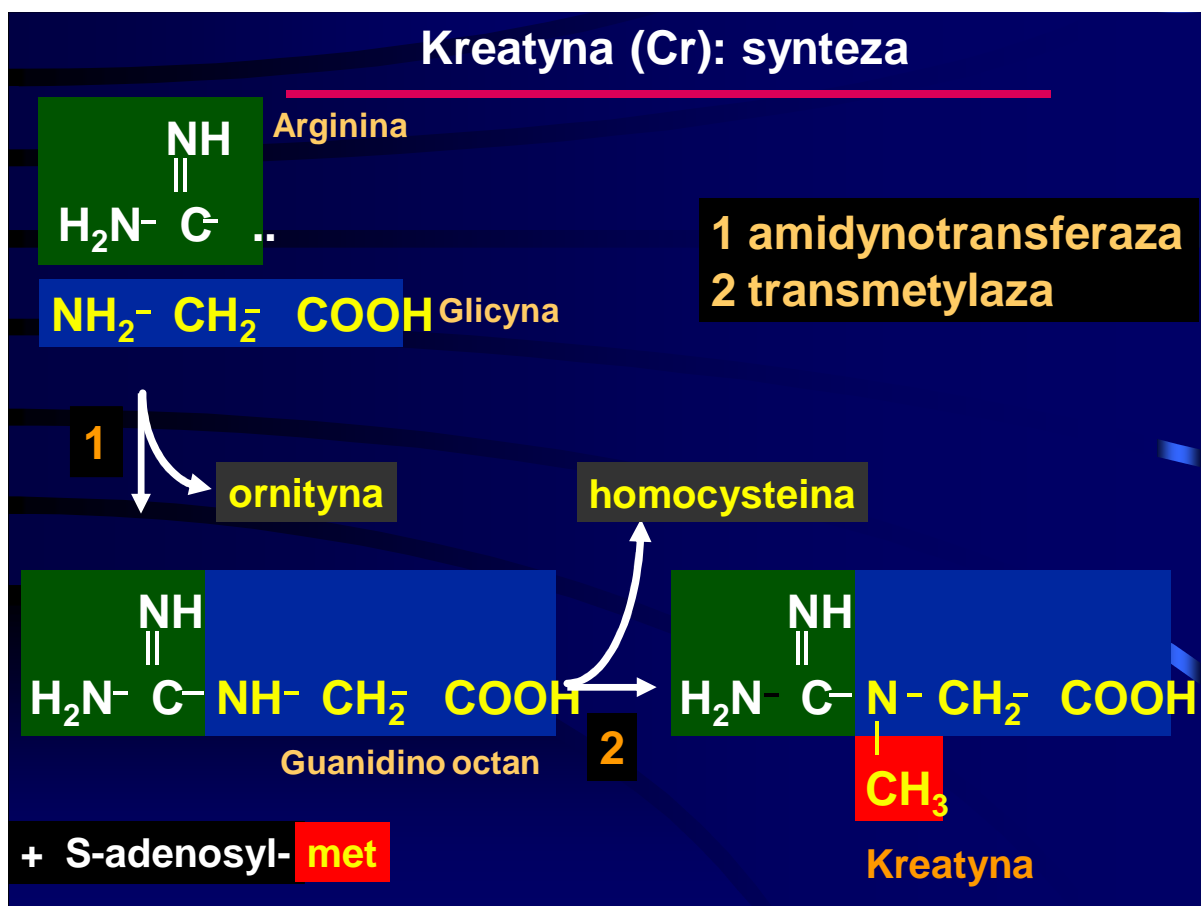 Kreatyna (Cr): synteza
Arginina
NH
||
H₂N– C– ..
NH₂– CH₂– COOH Glicyna
1 amidynotransferaza
2 transmetylaza
1
ornityna
homocysteina
NH
||
H₂N– C– NH– CH₂– COOH
Guanidino octan
2
NH
||
H₂N– C– N – CH₂– COOH
|
CH₃
Kreatyna
+ S-adenosyl- met